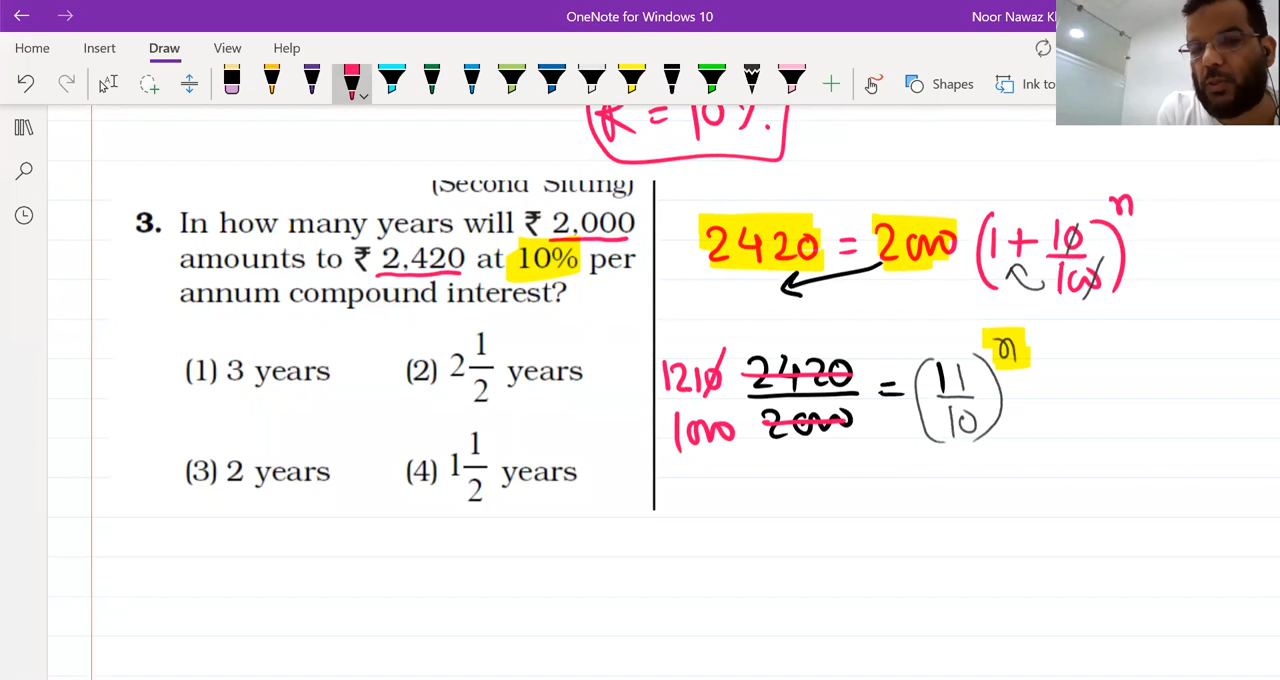 OneNote for Windows 10
Noor Nawaz Kh
Home Insert Draw View Help
Shapes
Ink to
R = 10%.
(Second Sitting)
3. In how many years will ₹ 2,000
amounts to ₹ 2,420 at 10% per
annum compound interest?
(1) 3 years (2) 2 1/2 years
(3) 2 years (4) 1 1/2 years
2420 = 2000 (1 + 10/100)^n
1210/1000 2420/2000 = (11/10)^n